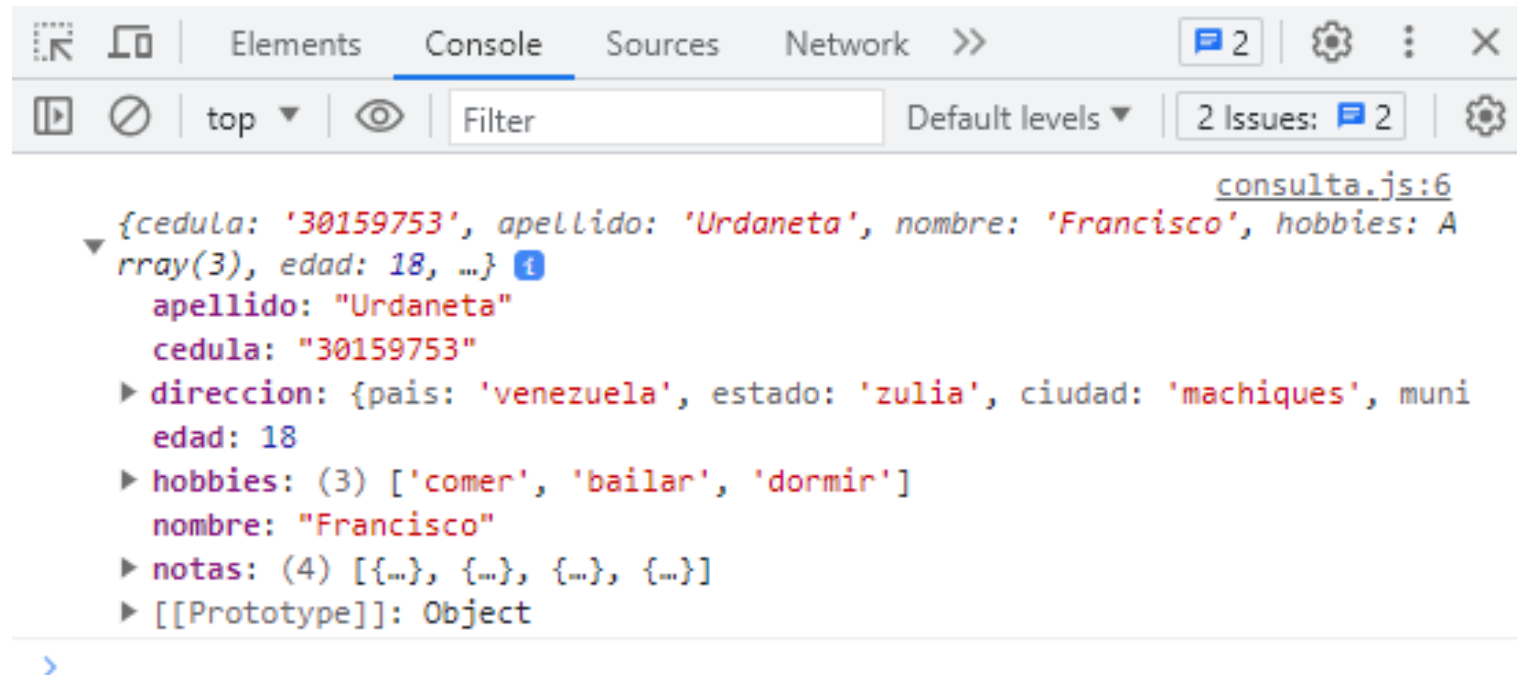 Elements Console Sources Network 2
top Filter Default levels 2 Issues: 2
consulta.js:6
{cedula: '30159753', apellido: 'Urdaneta', nombre: 'Francisco', hobbies: A
rray(3), edad: 18, …} i
apellido: "Urdaneta"
cedula: "30159753"
direccion: {pais: 'venezuela', estado: 'zulia', ciudad: 'machiques', muni
edad: 18
hobbies: (3) ['comer', 'bailar', 'dormir']
nombre: "Francisco"
notas: (4) [{…}, {…}, {…}, {…}]
[[Prototype]]: Object